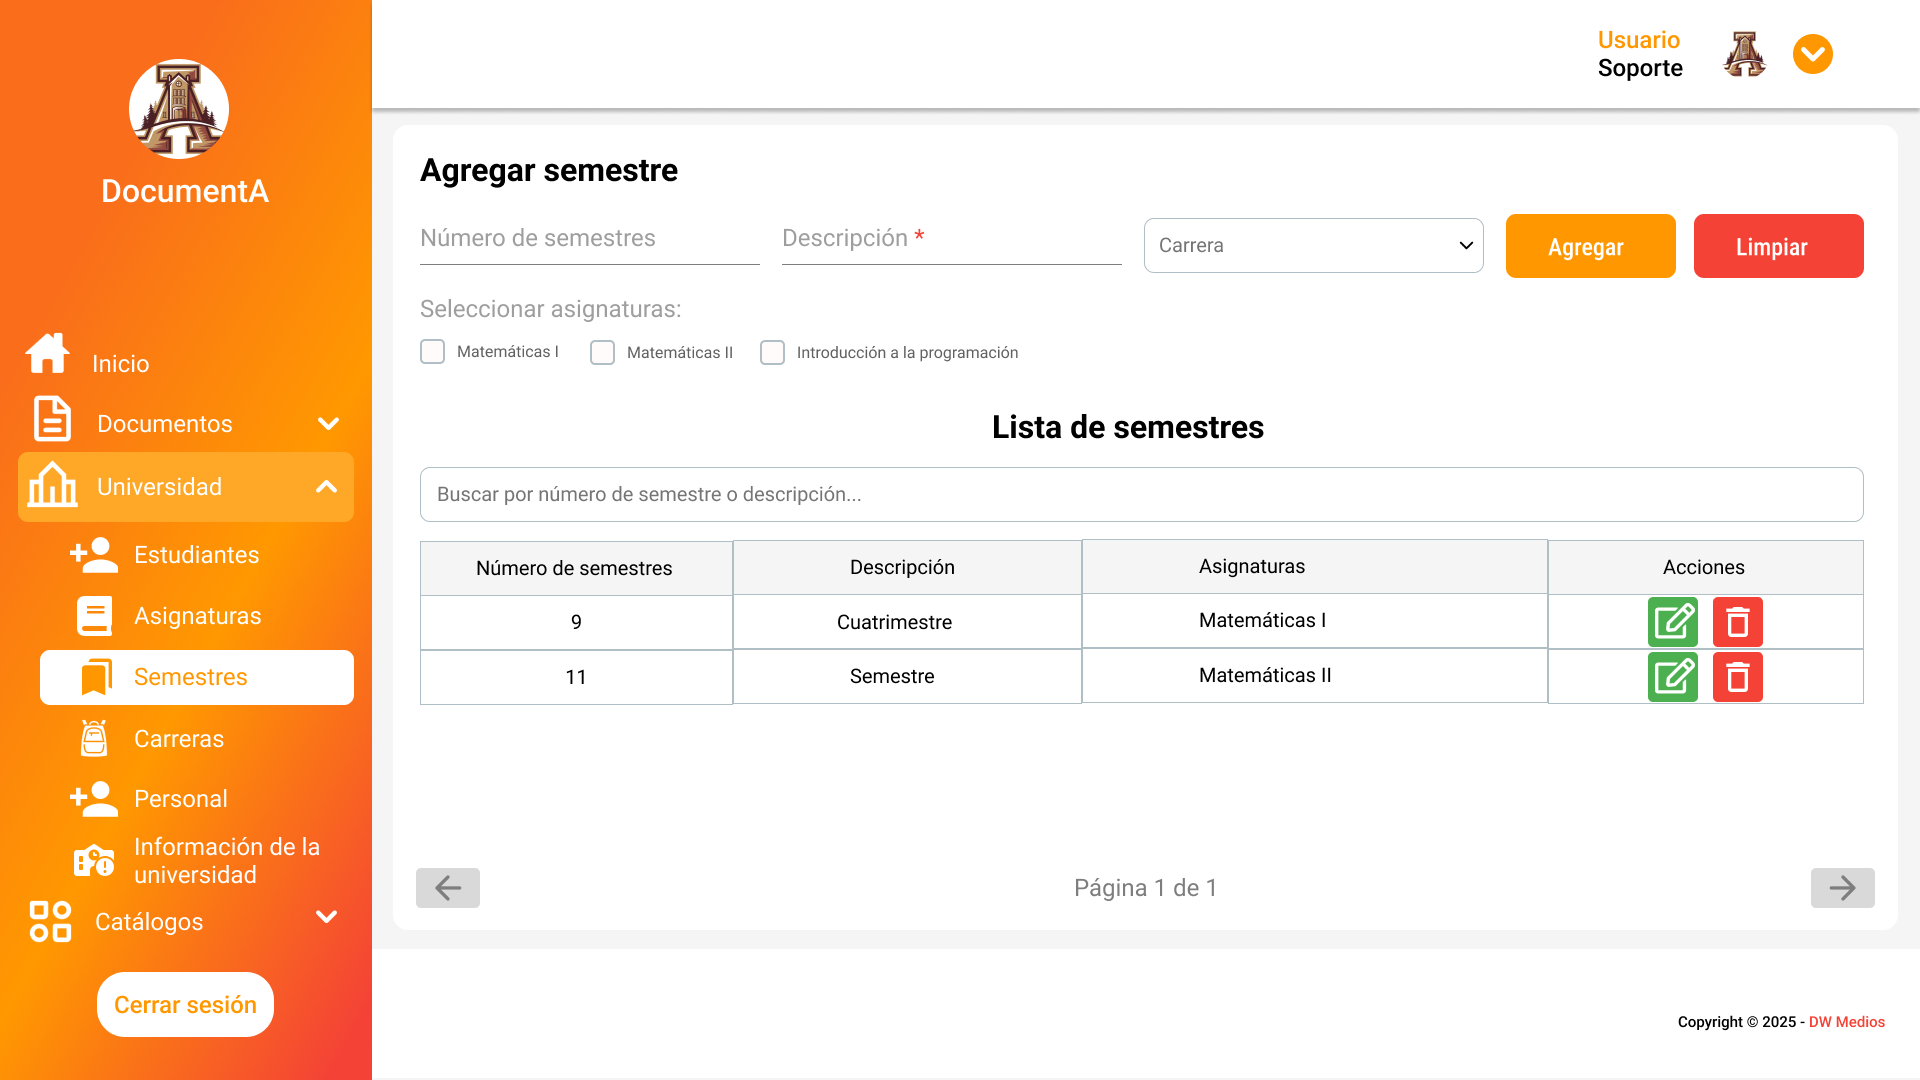 DocumentA
Inicio
Documentos
Universidad
Estudiantes
Asignaturas
Semestres
Carreras
Personal
Información de la
universidad
Catálogos
Cerrar sesión
Usuario
Soporte
Agregar semestre
Número de semestres
Descripción *
Carrera
Agregar
Limpiar
Seleccionar asignaturas:
Matemáticas I
Matemáticas II
Introducción a la programación
Lista de semestres
Buscar por número de semestre o descripción...
Número de semestres Descripción Asignaturas Acciones
9 Cuatrimestre Matemáticas I
11 Semestre Matemáticas II
Página 1 de 1
Copyright © 2025 - DW Medios